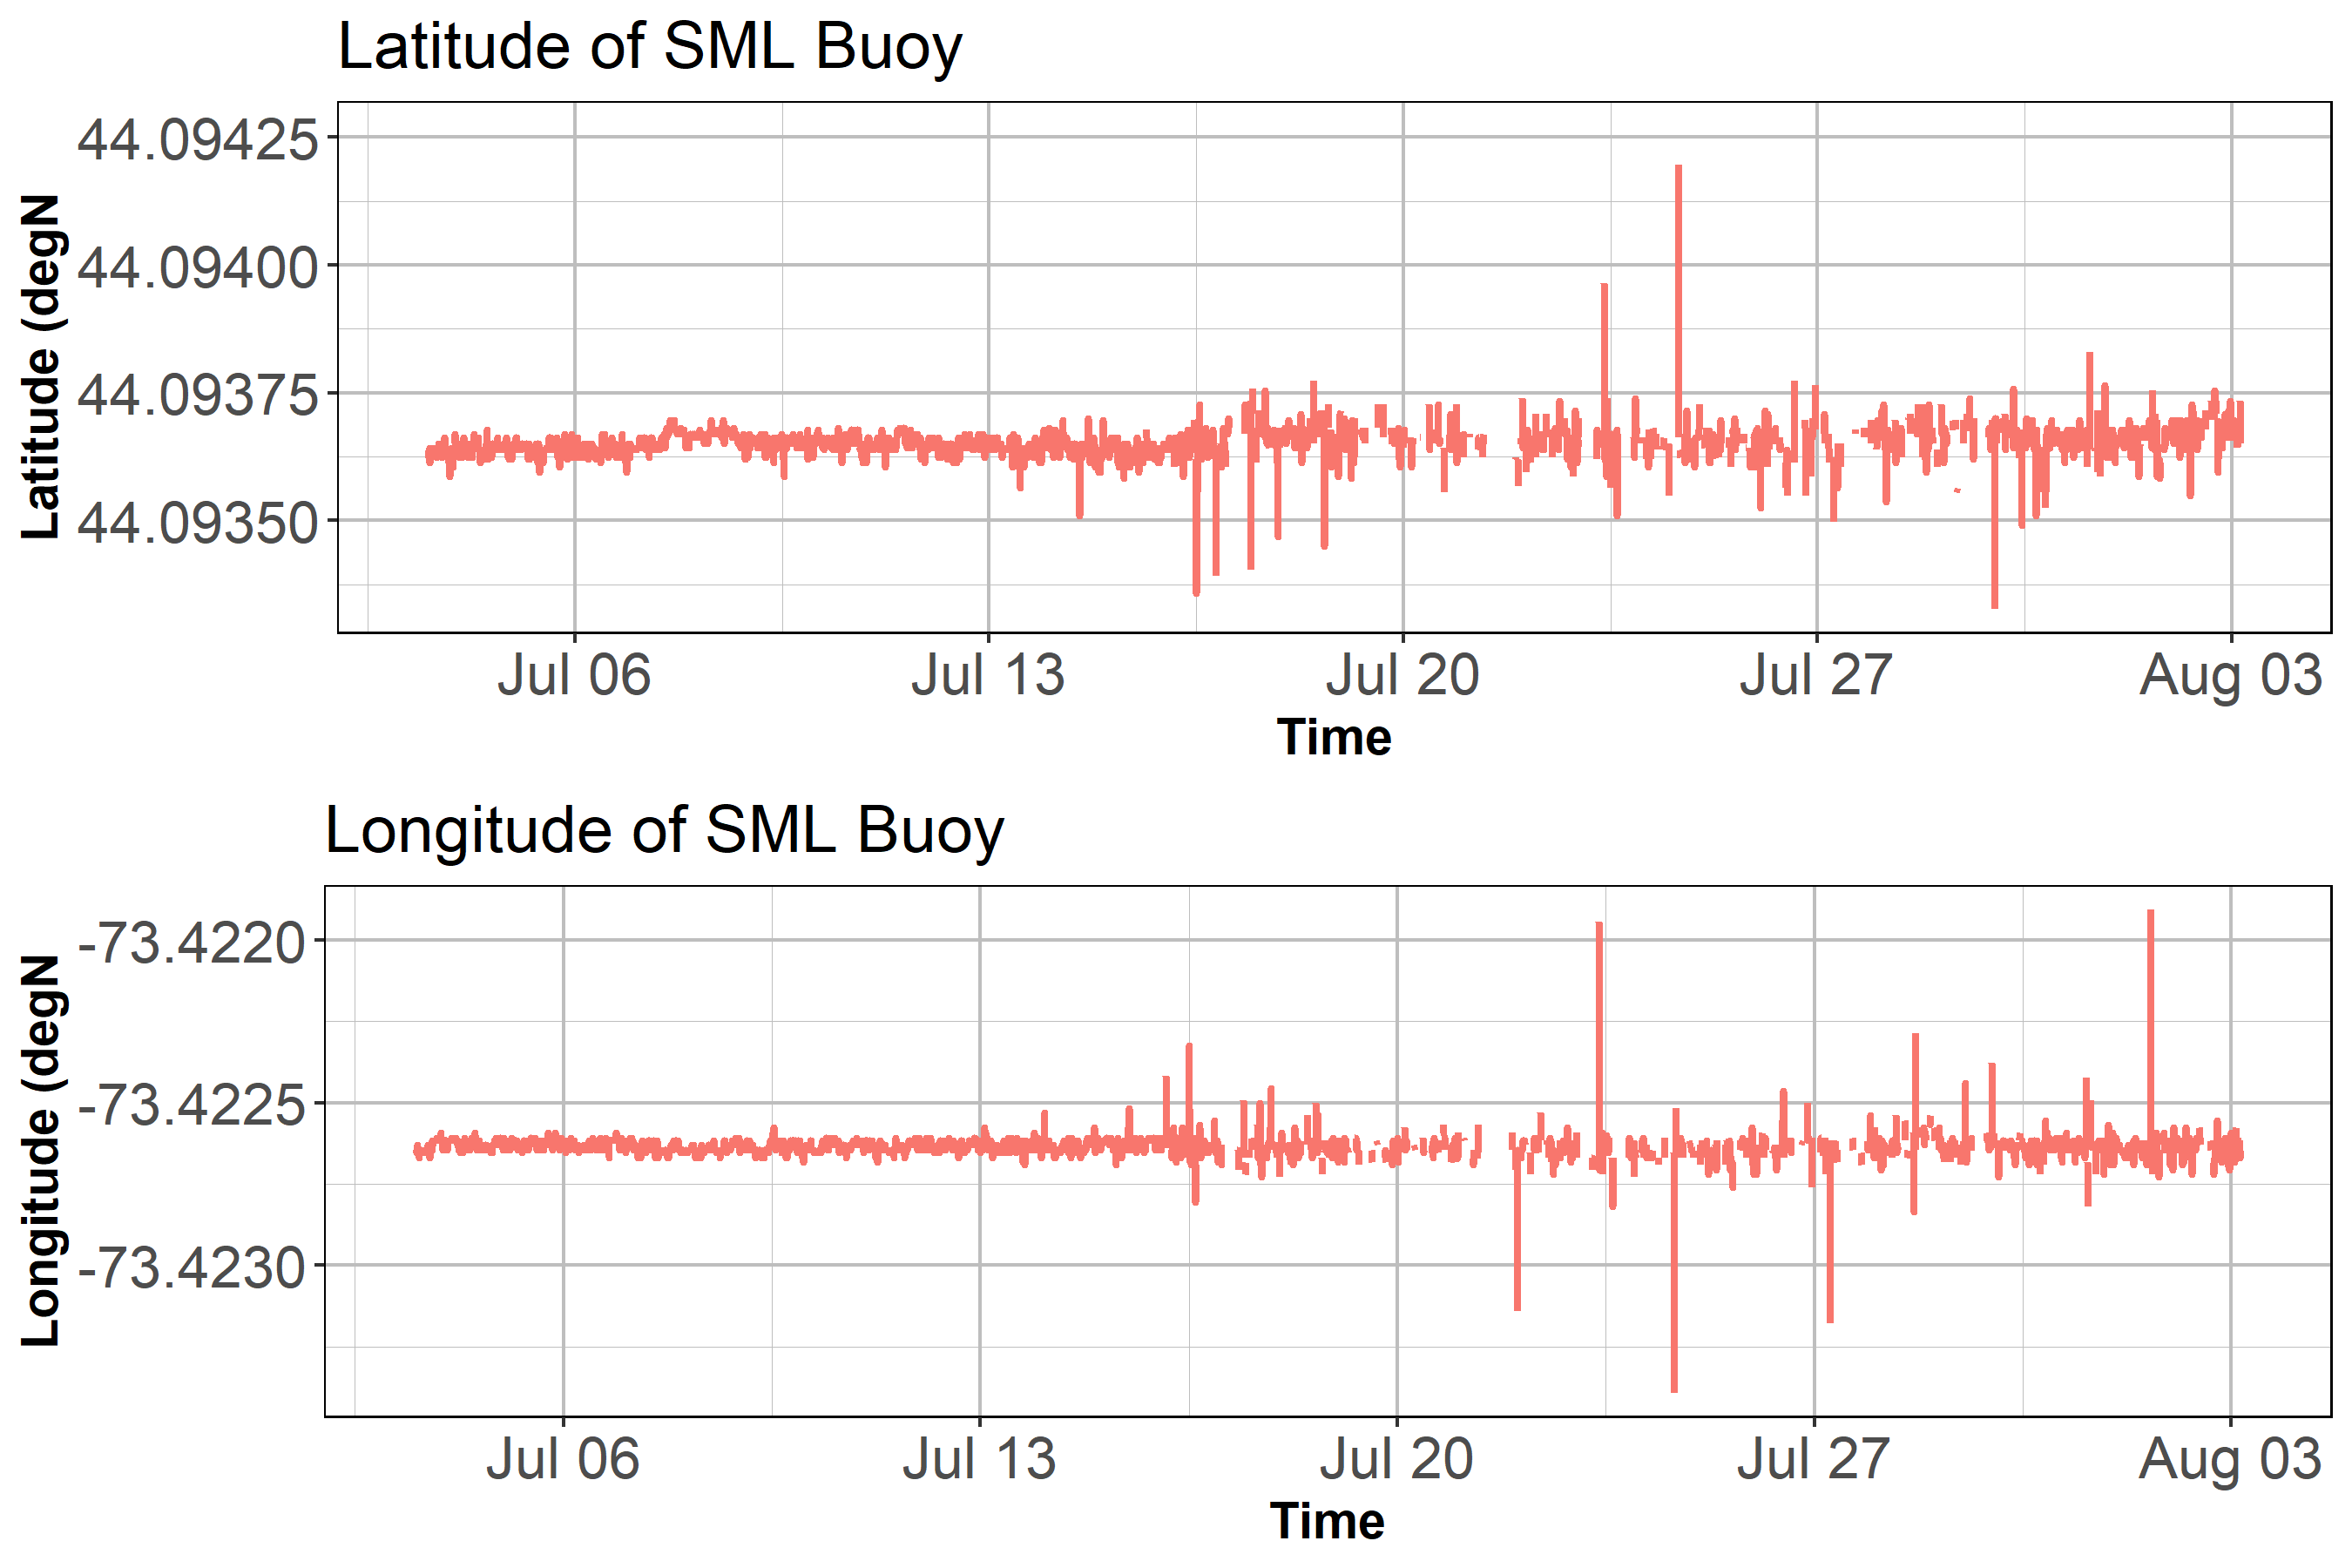 Latitude of SML Buoy
Latitude (degN
44.09425
44.09400
44.09375
44.09350
Jul 06 Jul 13 Jul 20 Jul 27 Aug 03
Time
Longitude of SML Buoy
Longitude (degN
-73.4220
-73.4225
-73.4230
Jul 06 Jul 13 Jul 20 Jul 27 Aug 03
Time